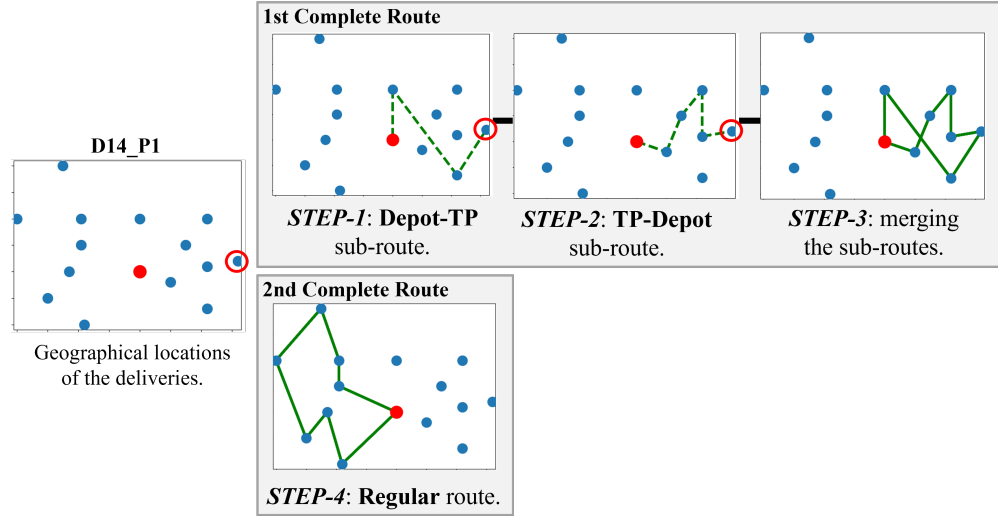 D14_P1
Geographical locations
of the deliveries.
1st Complete Route
STEP-1: Depot-TP
sub-route.
STEP-2: TP-Depot
sub-route.
STEP-3: merging
the sub-routes.
2nd Complete Route
STEP-4: Regular route.